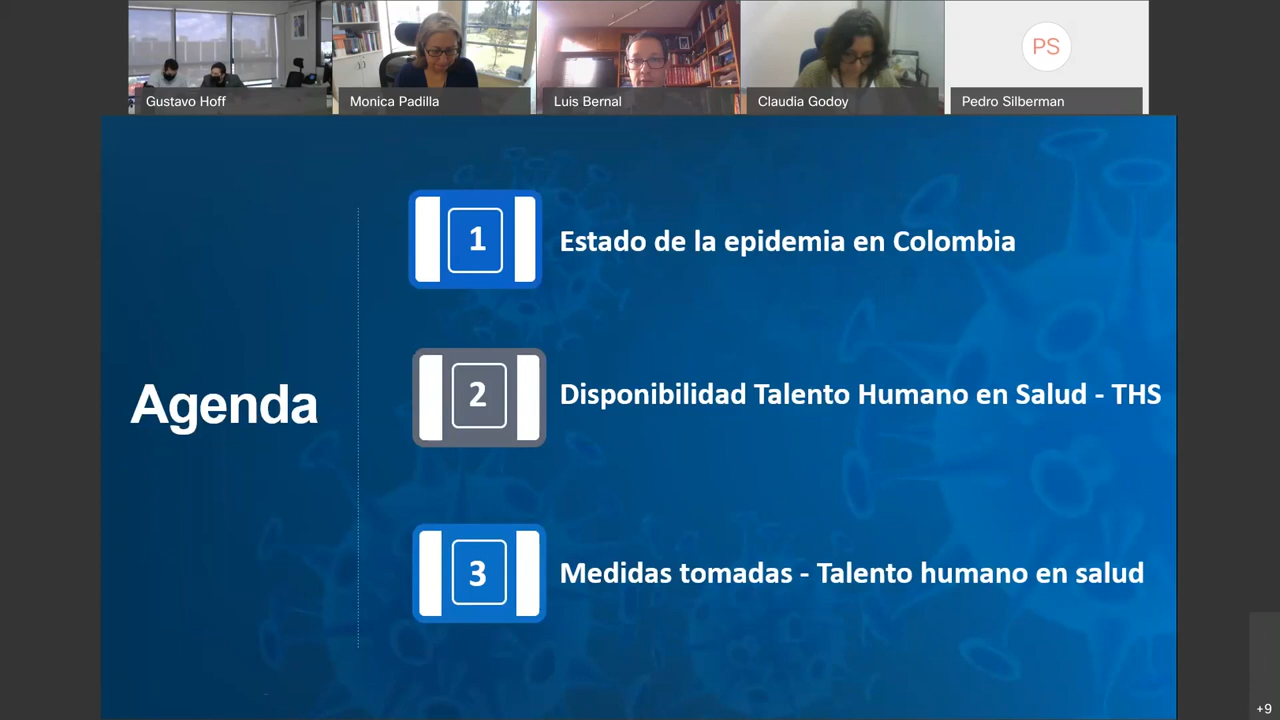 Gustavo Hoff
Monica Padilla
Luis Bernal
Claudia Godoy
PS
Pedro Silberman
Agenda
1
Estado de la epidemia en Colombia
2
Disponibilidad Talento Humano en Salud - THS
3
Medidas tomadas - Talento humano en salud
+9